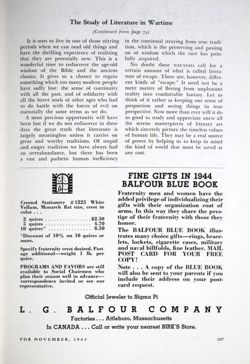 The Study of Literature in Wartime
(Continued from page 74)
It is ours to live in one of those stirring
periods when we can read old things and
have the thrilling experience of realizing
that they are perennially new. This is a
wonderful time to rediscover the age-old
wisdom of the Bible and the ancient
classics. It gives us a chance to regain
something which too many modern people
have sadly lost: the sense of continuity
with all the past, and of solidarity with
all the brave souls of other ages who had
to do battle with the forces of evil on
essentially the same terms as we do.
A most precious opportunity will have
been lost if we do not rediscover in these
days the great truth that literature is
largely meaningless unless it carries on
great and worthy traditions. Of stupid
and empty tradition we have always had
an overabundance, but there has been
a vast and pathetic human inefficiency
in the continual straying from true tradi-
tion, which is the preserving and passing
on of wisdom which the race has pain-
fully acquired.
No doubt these war-years call for a
certain amount of what is called litera-
ture of escape. There are, however, differ-
ent kinds of "escape." It need not be a
mere matter of fleeing from unpleasant
reality into comfortable fantasy. Let us
think of it rather as keeping our sense of
proportion and seeing things in true
perspective. Now more than ever will it do
us good to study and appreciate more all
the serene masterpieces of literary art
which sincerely picture the timeless values
of human life. They may be a real source
of power by helping us to keep in mind
the kind of world that must be saved at
any cost.
Crested Stationery #1225 White
Vellum, Monarch flat size, crest in
color . .
2 quires $2.50
5 quires 4.70
10 quires* 8.50
*Discount of 10% on 10 quires or
more.
Specify fraternity crest desired. Post-
age additional—weight 1 lb. per
quire.
PROGRAMS AND FAVORS are still
available to Social Chairmen who
plan their season well in advance—
correspondence invited or see our
representative.
FINE GIFTS IN 1944
BALFOUR BLUE BOOK
Fraternity men and women have the
added privilege of individualizing their
gifts with their organization coat of
arms. In this way they share the pres-
tige of their fraternity with those they
honor.
The BALFOUR BLUE BOOK illus-
trates many choice gifts—rings, brace-
lets, lockets, cigarette cases, military
and naval billfolds, fine leather. MAIL
POST CARD FOR YOUR FREE
COPY!
Note . . . A copy of the BLUE BOOK
will also be sent to your parents if you
include their address on your post-
card request.
Official Jeweler to Sigma Pi
L. G. BALFOUR COMPANY
Factories . . . Attleboro, Massachusetts
In CANADA . . . Call or write your nearest BIRK'S Store.
FOR NOVEMBER, 1943 107